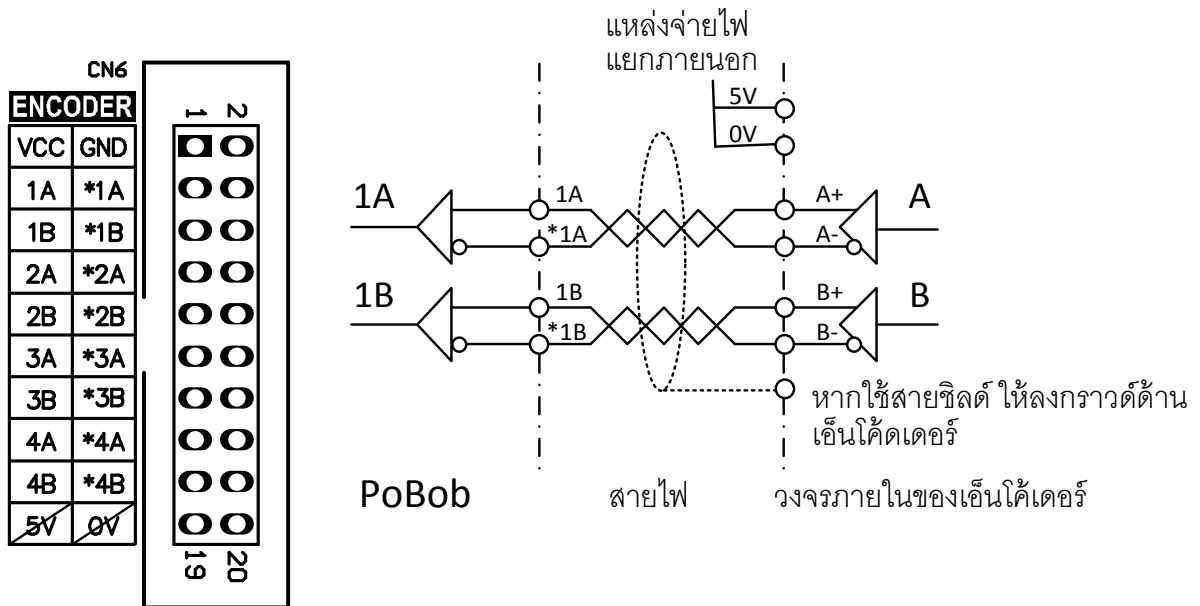 CN6
ENCODER
1 2
VCC GND
1A *1A
1B *1B
2A *2A
2B *2B
3A *3A
3B *3B
4A *4A
4B *4B
5V 0V
19 20
แหล่งจ่ายไฟ
แยกภายนอก
5V
0V
1A 1A A+ A
*1A A-
1B 1B B+ B
*1B B-
หากใช้สายชิลด์ ให้ลงกราวด์ด้าน
เอ็นโค้ดเดอร์
PoBob สายไฟ วงจรภายในของเอ็นโค้เดอร์